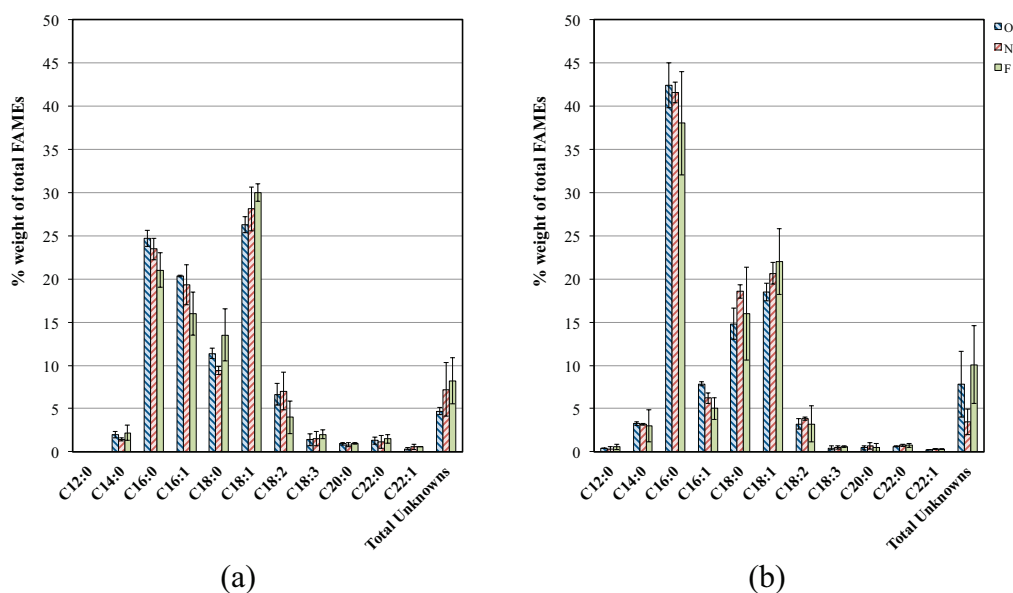 50
45
40
35
30
25
20
15
10
5
0
% weight of total FAMEs
C12:0
C14:0
C16:0
C16:1
C18:0
C18:1
C18:2
C18:3
C20:0
C22:0
C22:1
Total Unknowns
(a)
50
45
40
35
30
25
20
15
10
5
0
% weight of total FAMEs
C12:0
C14:0
C16:0
C16:1
C18:0
C18:1
C18:2
C18:3
C20:0
C22:0
C22:1
Total Unknowns
(b)
O
N
F